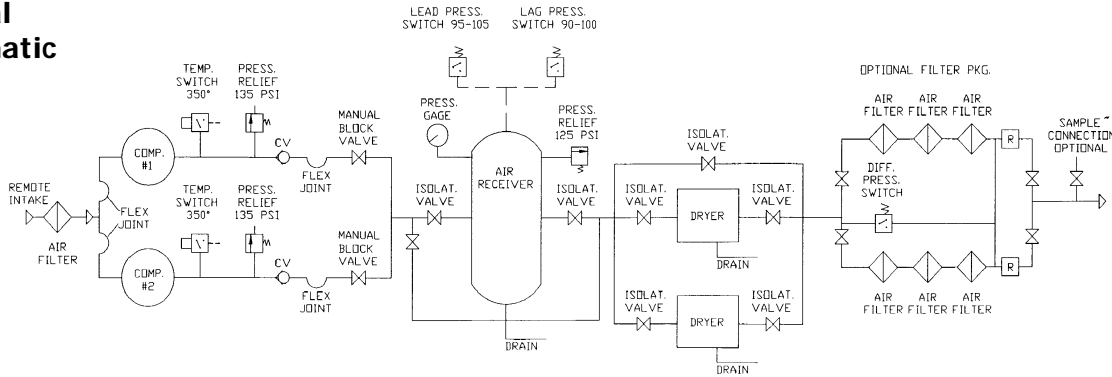 al
natic
LEAD PRESS.
SWITCH 95-105
LAG PRESS.
SWITCH 90-100
TEMP.
SWITCH
350°
PRESS.
RELIEF
135 PSI
MANUAL
BLOCK
VALVE
PRESS.
GAGE
PRESS.
RELIEF
125 PSI
OPTIONAL FILTER PKG.
AIR
FILTER
AIR
FILTER
AIR
FILTER
SAMPLE
CONNECTION
OPTIONAL
R
ISOLAT.
VALVE
COMP.
#1
CV
FLEX
JOINT
AIR
RECEIVER
DIFF.
PRESS.
SWITCH
REMOTE
INTAKE
FLEX
JOINT
AIR
FILTER
TEMP.
SWITCH
350°
PRESS.
RELIEF
135 PSI
MANUAL
BLOCK
VALVE
ISOLAT.
VALVE
ISOLAT.
VALVE
ISOLAT.
VALVE
DRYER
ISOLAT.
VALVE
DRAIN
COMP.
#2
CV
FLEX
JOINT
DRAIN
ISOLAT.
VALVE
DRYER
ISOLAT.
VALVE
DRAIN
R
AIR
FILTER
AIR
FILTER
AIR
FILTER